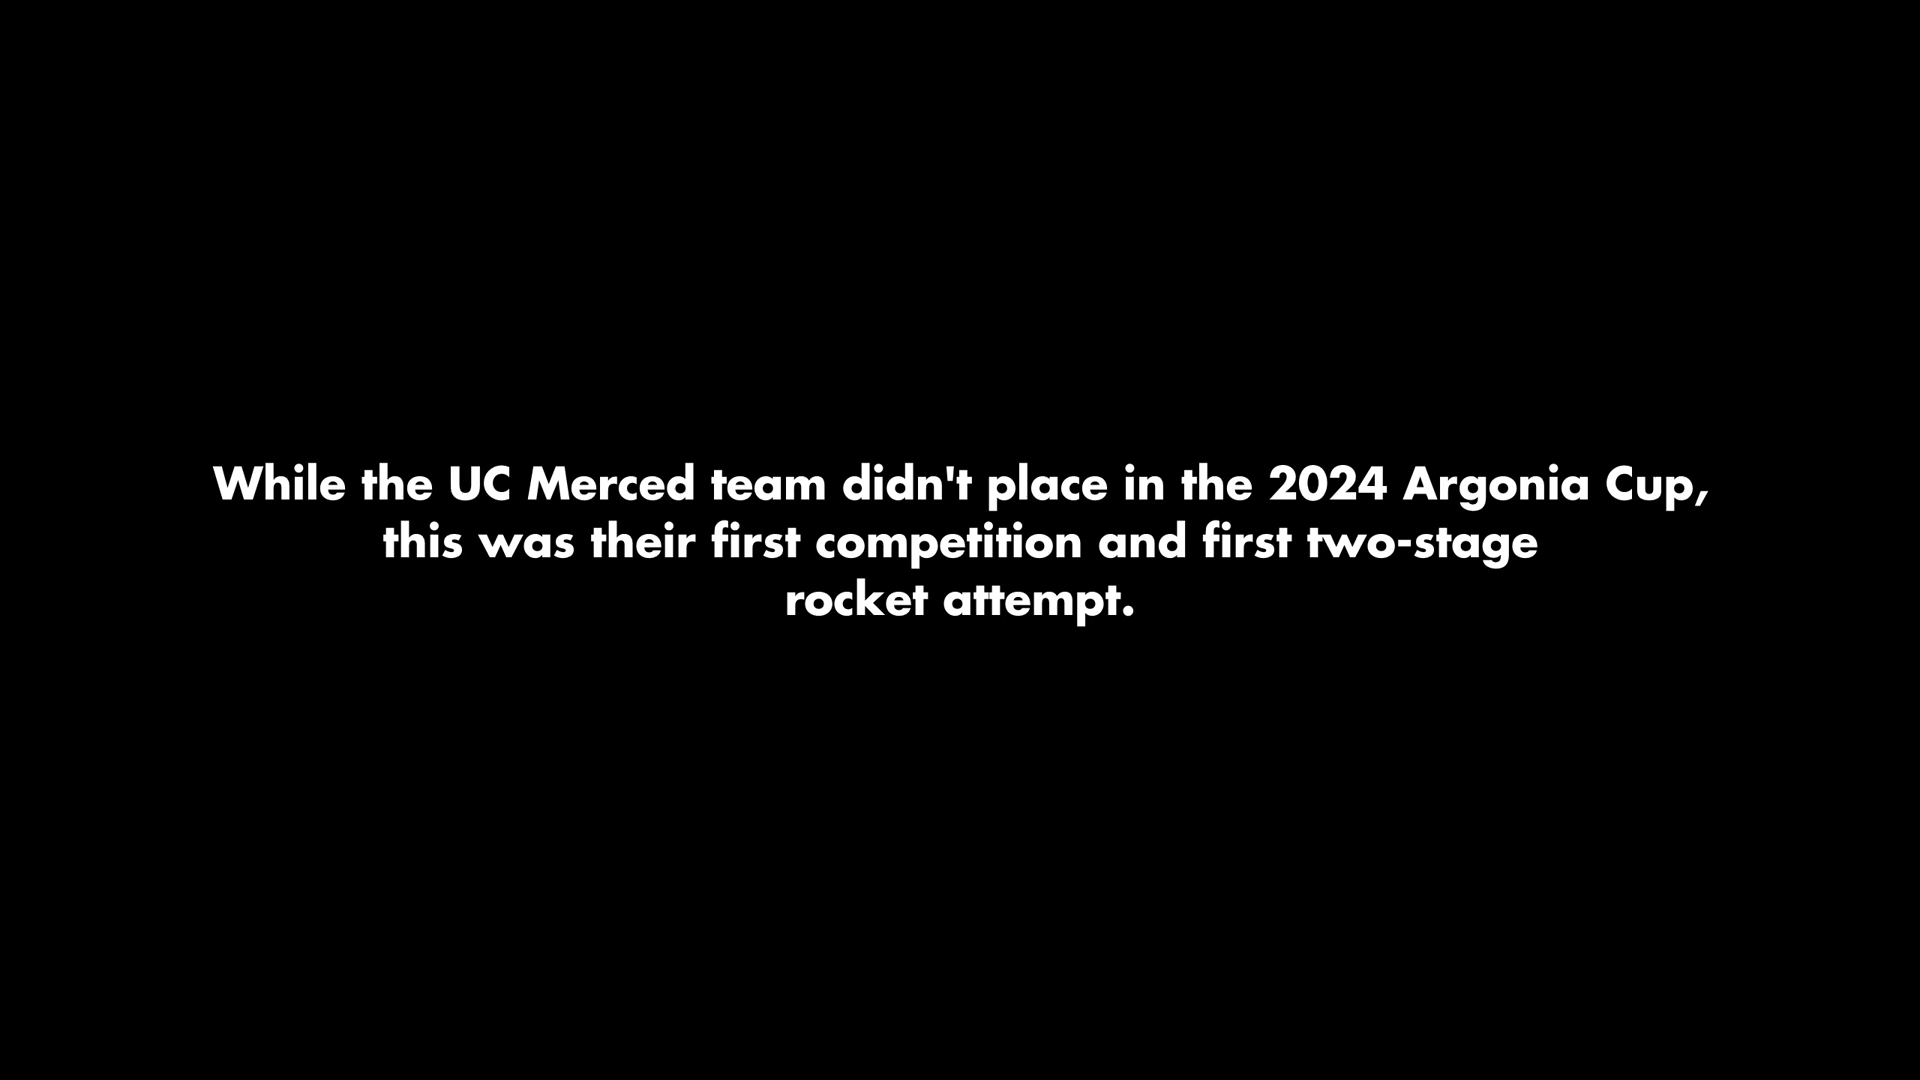 While the UC Merced team didn't place in the 2024 Argonia Cup,
this was their first competition and first two-stage
rocket attempt.